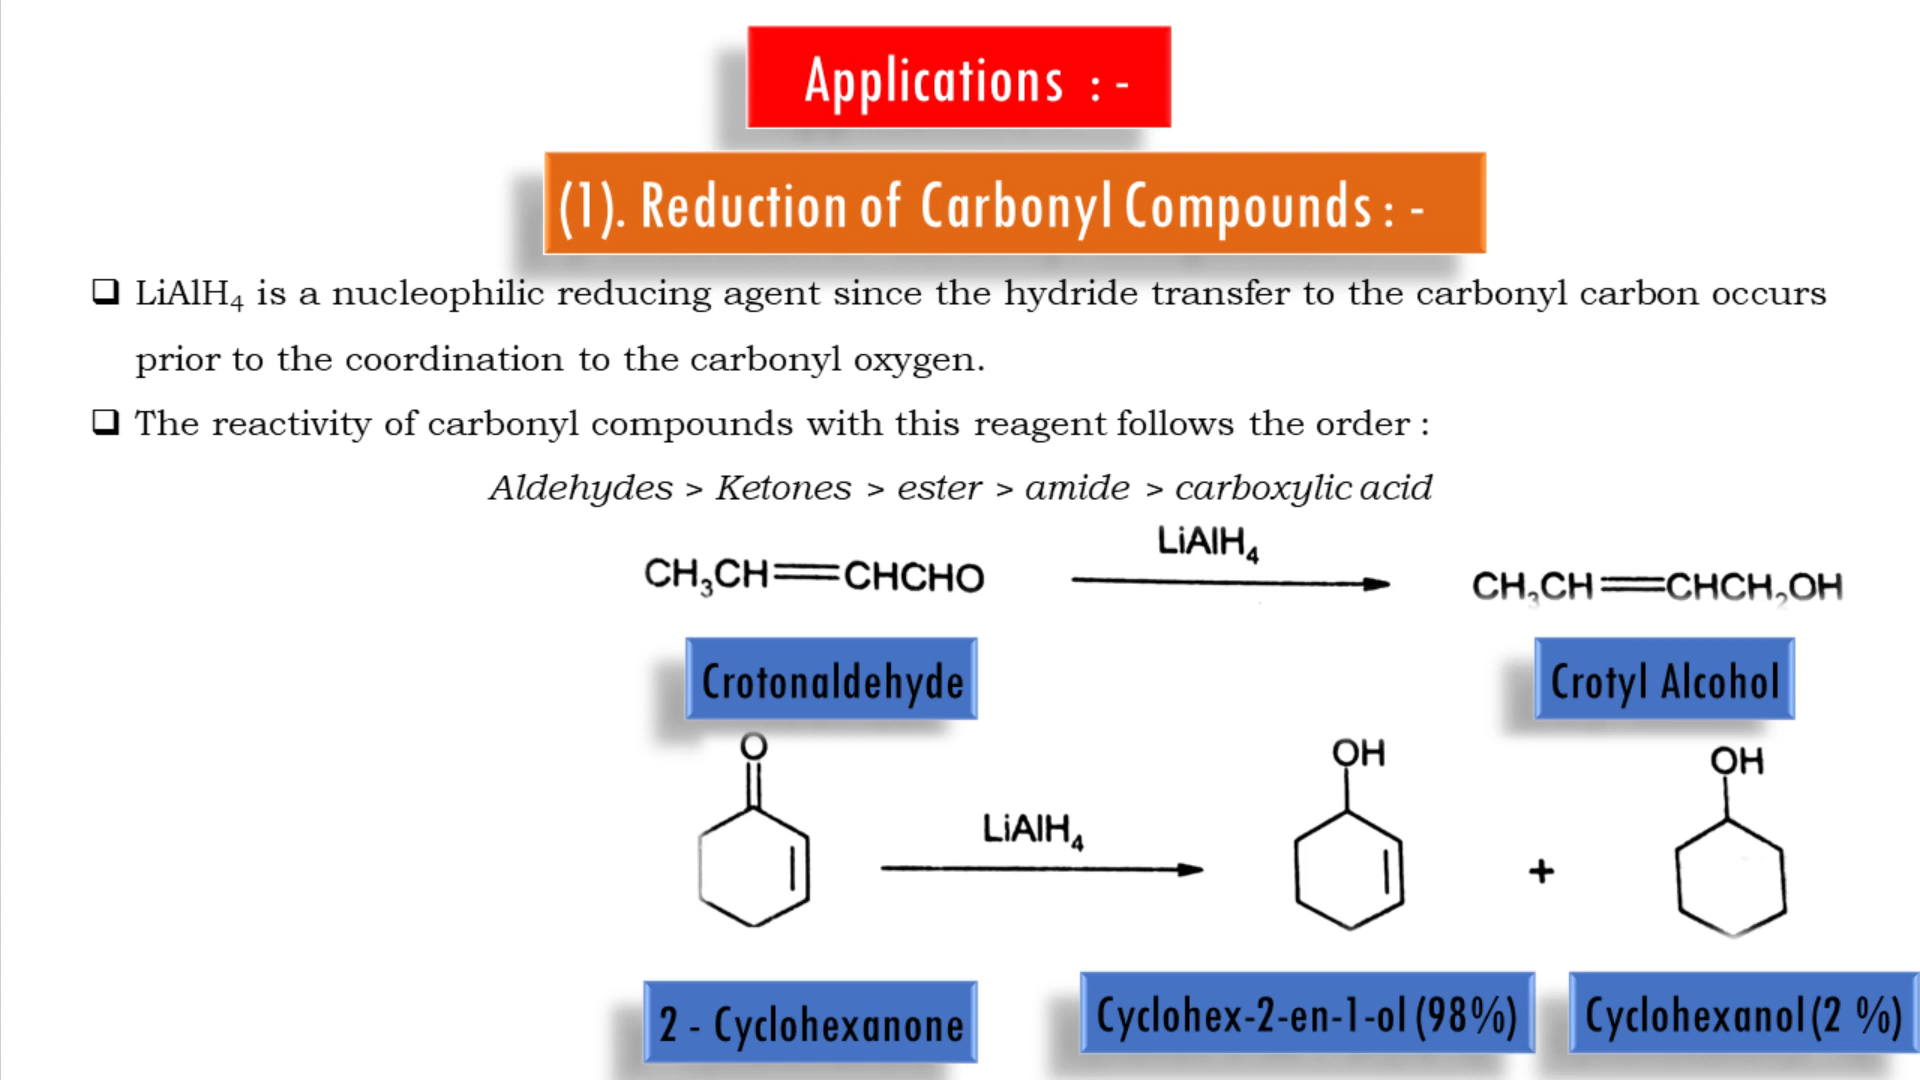 Applications : -
(1). Reduction of Carbonyl Compounds : -
❑ LiAlH₄ is a nucleophilic reducing agent since the hydride transfer to the carbonyl carbon occurs
prior to the coordination to the carbonyl oxygen.
❑ The reactivity of carbonyl compounds with this reagent follows the order :
Aldehydes > Ketones > ester > amide > carboxylic acid
LiAlH₄
CH₃CH=CHCHO
CH₃CH=CHCH₂OH
Crotonaldehyde
Crotyl Alcohol
O
OH
OH
LiAlH₄
+
2 - Cyclohexanone
Cyclohex-2-en-1-ol (98%)
Cyclohexanol (2 %)